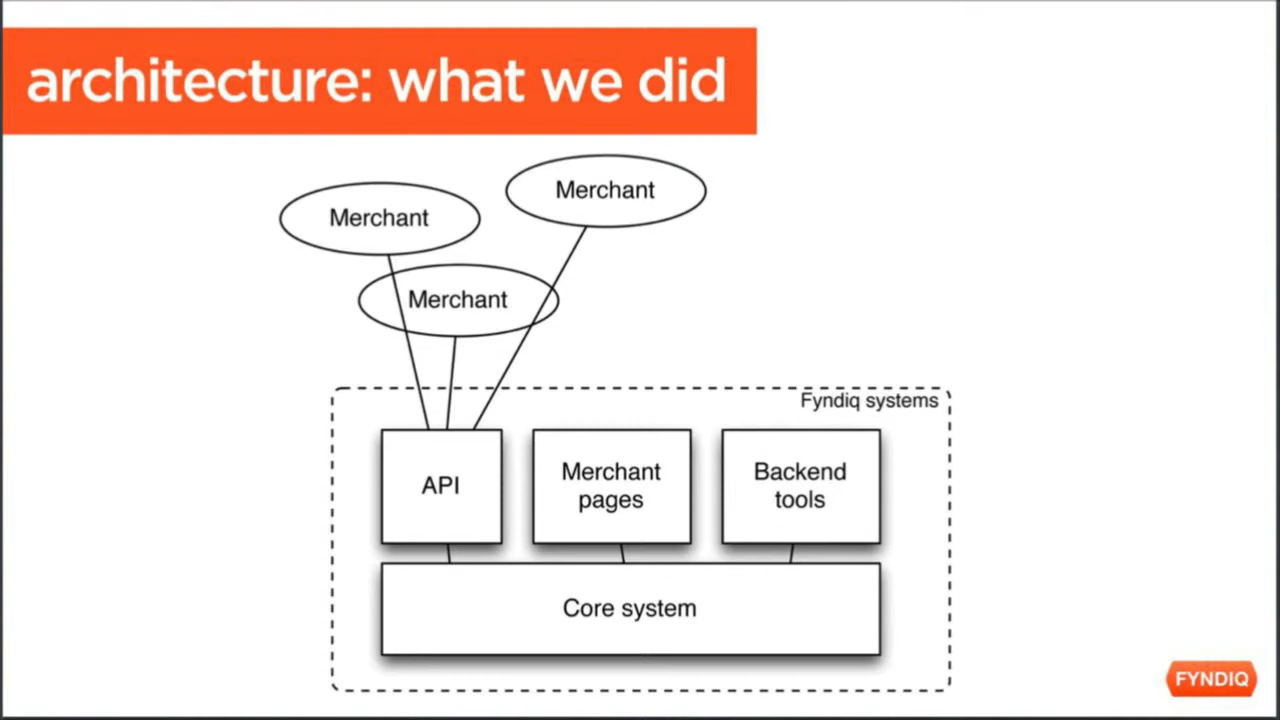 architecture: what we did
Merchant
Merchant
Merchant
Fyndiq systems
API
Merchant
pages
Backend
tools
Core system
FYNDIQ